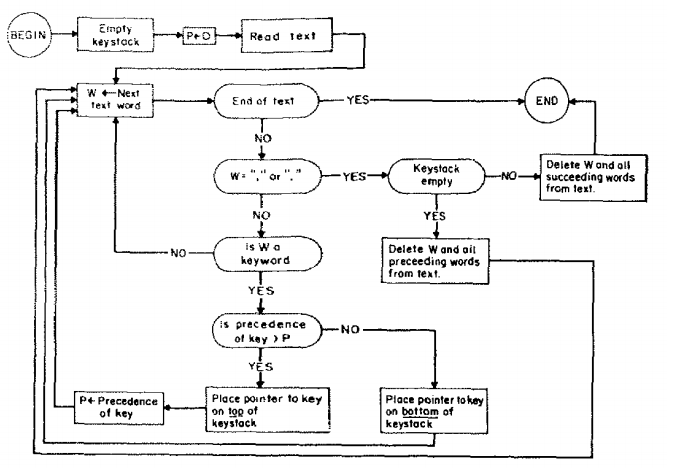 BEGIN
Empty
keystack
P←O
Read text
W ← Next
text word
End of text
YES
END
NO
W= "," or "."
YES
Keystack
empty
NO
Delete W and all
succeeding words
from text.
NO
YES
Is W a
keyword
NO
Delete W and all
preceeding words
from text.
YES
Is precedence
of key > P
NO
YES
P← Precedence
of key
Place pointer to key
on top of
keystack
Place pointer to key
on bottom of
keystack